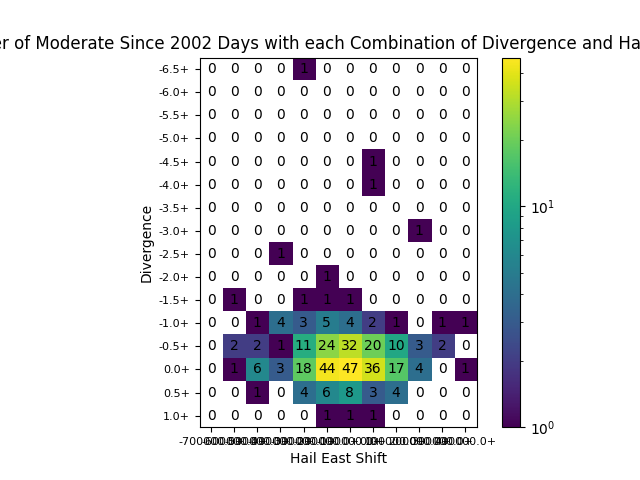 er of Moderate Since 2002 Days with each Combination of Divergence and Ha
-6.5+ 0 0 0 0 1 0 0 0 0 0 0 0
-6.0+ 0 0 0 0 0 0 0 0 0 0 0 0
-5.5+ 0 0 0 0 0 0 0 0 0 0 0 0
-5.0+ 0 0 0 0 0 0 0 0 0 0 0 0
-4.5+ 0 0 0 0 0 0 0 1 0 0 0 0
-4.0+ 0 0 0 0 0 0 0 1 0 0 0 0
-3.5+ 0 0 0 0 0 0 0 0 0 0 0 0
-3.0+ 0 0 0 0 0 0 0 0 0 1 0 0
-2.5+ 0 0 0 1 0 0 0 0 0 0 0 0
-2.0+ 0 0 0 0 0 1 0 0 0 0 0 0
-1.5+ 0 1 0 0 1 1 1 0 0 0 0 0
-1.0+ 0 0 1 4 3 5 4 2 1 0 1 1
-0.5+ 0 2 2 1 11 24 32 20 10 3 2 0
0.0+ 0 1 6 3 18 44 47 36 17 4 0 1
0.5+ 0 0 1 0 4 6 8 3 4 0 0 0
1.0+ 0 0 0 0 0 1 1 1 0 0 0 0
Divergence
Hail East Shift
10¹
10⁰